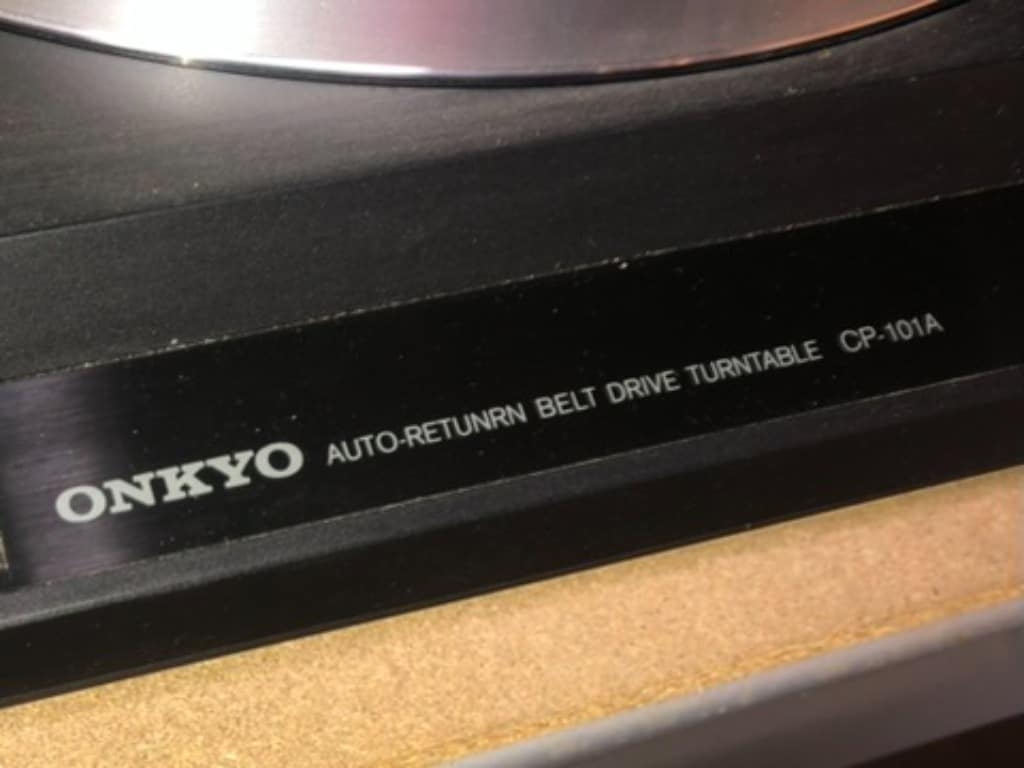 ONKYO AUTO-RETUNRN BELT DRIVE TURNTABLE CP-101A